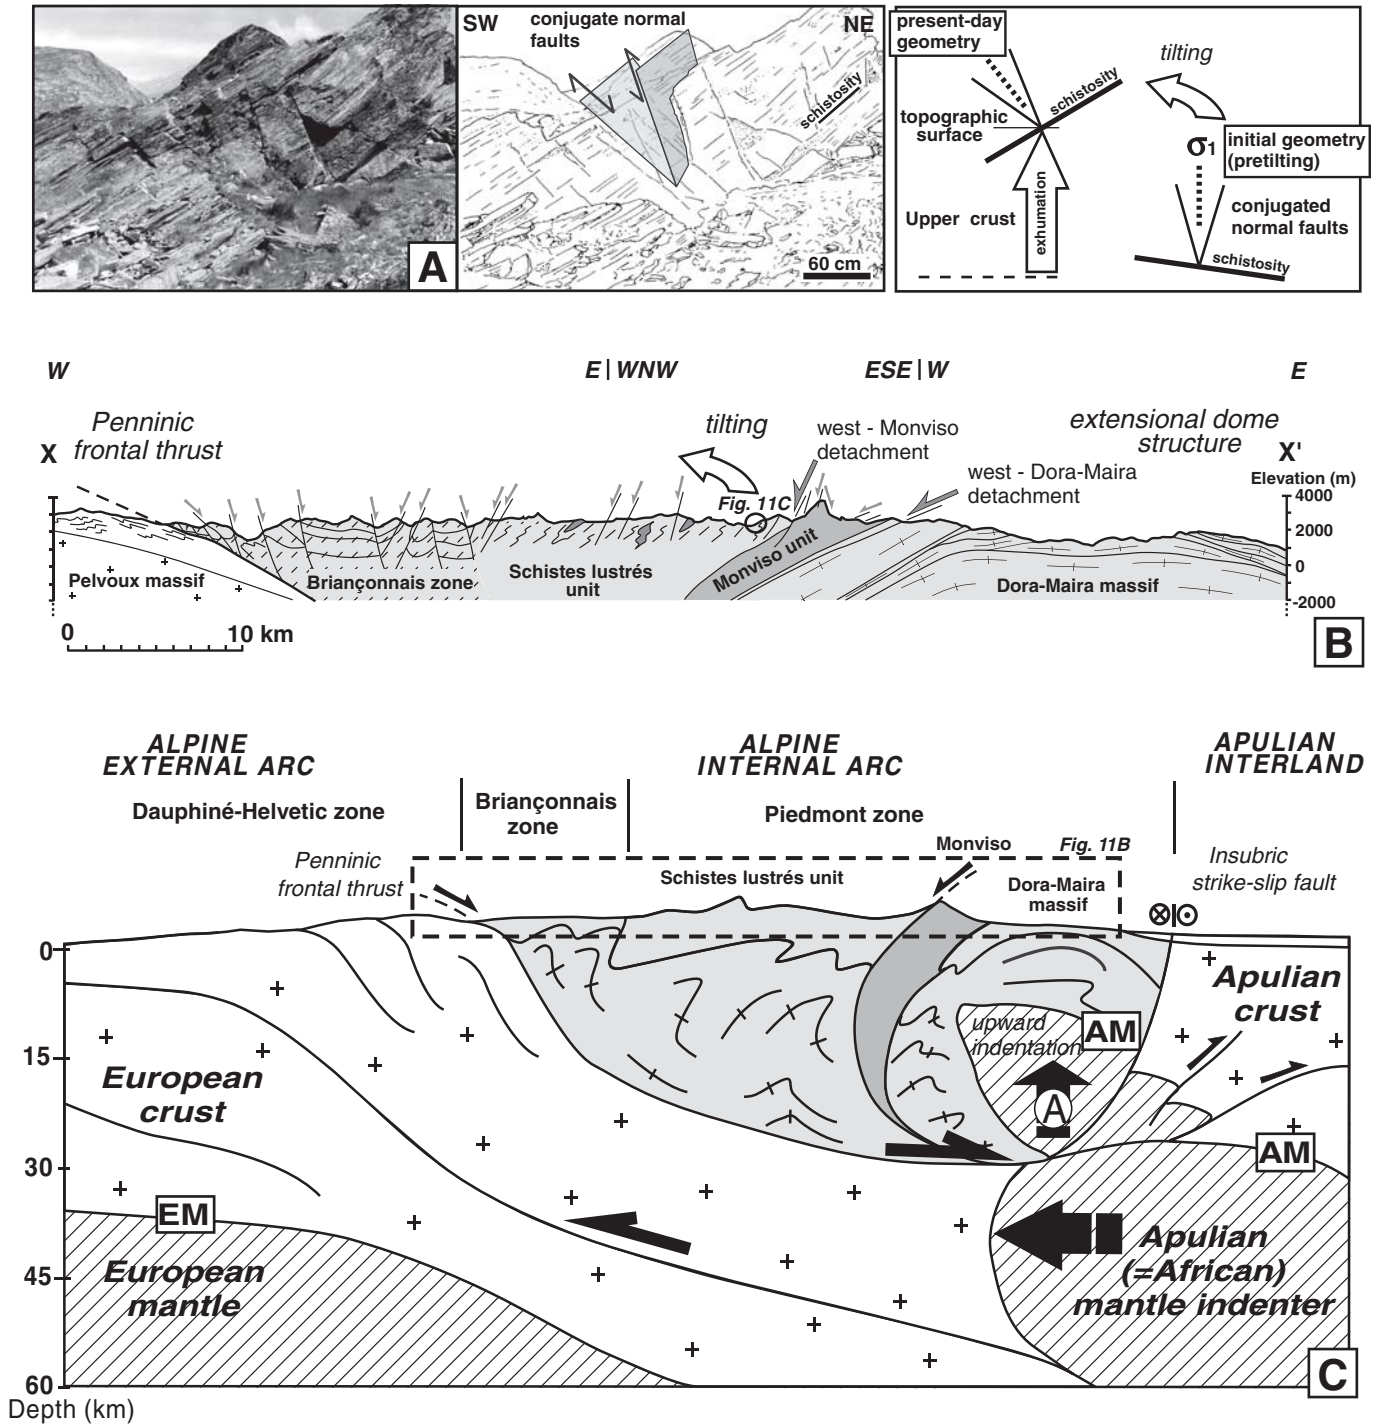 SW
conjugate normal
faults
NE
schistosity
60 cm
A
present-day
geometry
tilting
schistosity
topographic
surface
σ1
initial geometry
(pretilting)
exhumation
Upper crust
conjugated
normal faults
schistosity
W
E | WNW
ESE | W
E
Penninic
frontal thrust
X
tilting
west - Monviso
detachment
extensional dome
structure
X'
west - Dora-Maira
detachment
Elevation (m)
4000
2000
0
-2000
Fig. 11C
Pelvoux massif
Briançonnais zone
Schistes lustrés
unit
Monviso unit
Dora-Maira massif
0
10 km
B
ALPINE
EXTERNAL ARC
ALPINE
INTERNAL ARC
APULIAN
INTERLAND
Dauphiné-Helvetic zone
Briançonnais
zone
Piedmont zone
Monviso
Fig. 11B
Penninic
frontal thrust
Schistes lustrés unit
Dora-Maira
massif
Insubric
strike-slip fault
0
15
30
45
60
Depth (km)
Apulian
crust
upward
indentation
AM
A
European
crust
AM
EM
European
mantle
Apulian
(=African)
mantle indenter
C